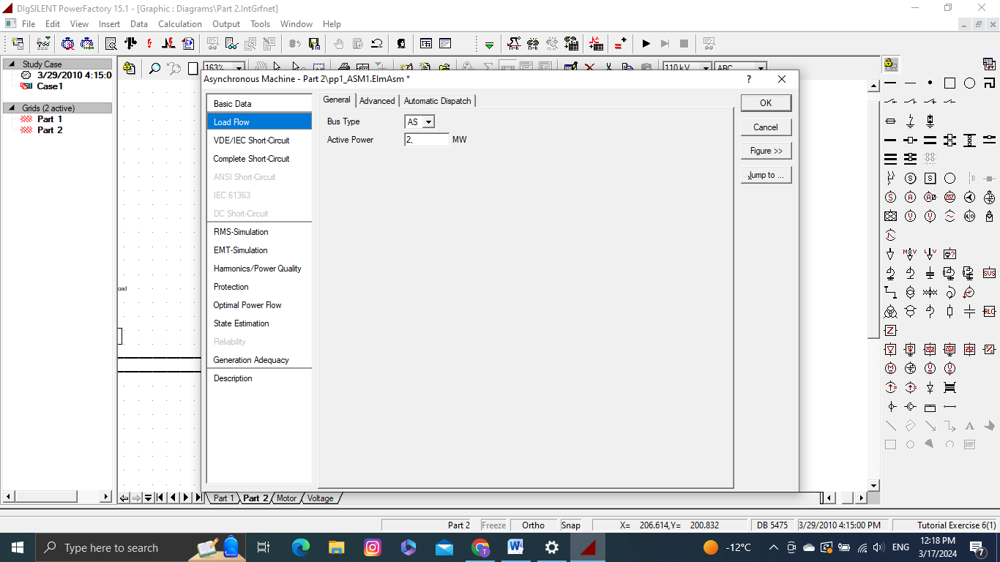 DIgSILENT PowerFactory 15.1 - [Graphic : Diagrams\Part 2.IntGrfnet]
File Edit View Insert Data Calculation Output Tools Window Help
163% 110 kV ABC
Study Case
3/29/2010 4:15:0
Case1
Grids (2 active)
Part 1
Part 2
oad
Asynchronous Machine - Part 2\pp1_ASM1.ElmAsm *
? 
Basic Data
Load Flow
VDE/IEC Short-Circuit
Complete Short-Circuit
ANSI Short-Circuit
IEC 61363
DC Short-Circuit
RMS-Simulation
EMT-Simulation
Harmonics/Power Quality
Protection
Optimal Power Flow
State Estimation
Reliability
Generation Adequacy
Description
General Advanced Automatic Dispatch
Bus Type AS
Active Power 2, MW
OK
Cancel
Figure >>
Jump to ...
SVS
RLC
BMP
Part 1 Part 2 Motor Voltage
Part 2 Freeze Ortho Snap X= 206.614,Y= 200.832 DB 5475 3/29/2010 4:15:00 PM Tutorial Exercise 6(1)
Type here to search
-12°C ENG
12:18 PM
3/17/2024
7